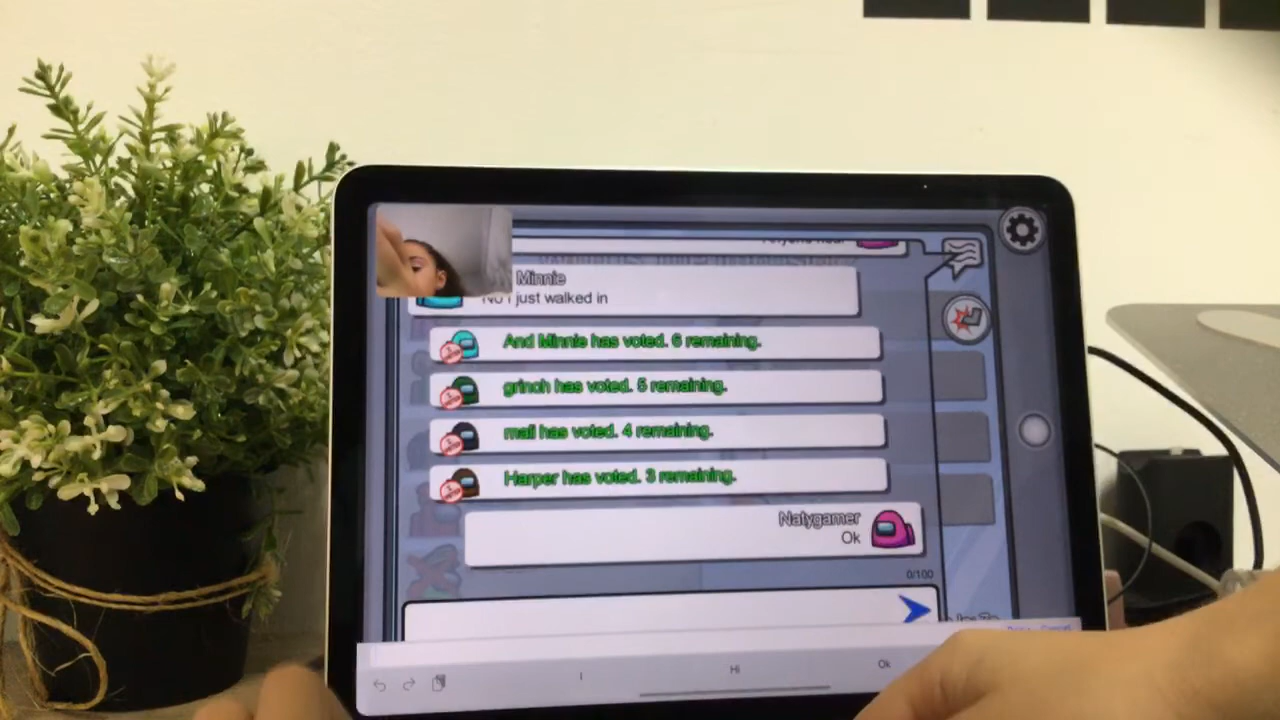 Minnie
No I just walked in
And Minnie has voted. 6 remaining.
grinch has voted. 5 remaining.
mail has voted. 4 remaining.
Harper has voted. 3 remaining.
Natygamer
Ok
0/100
I
Hi
Ok